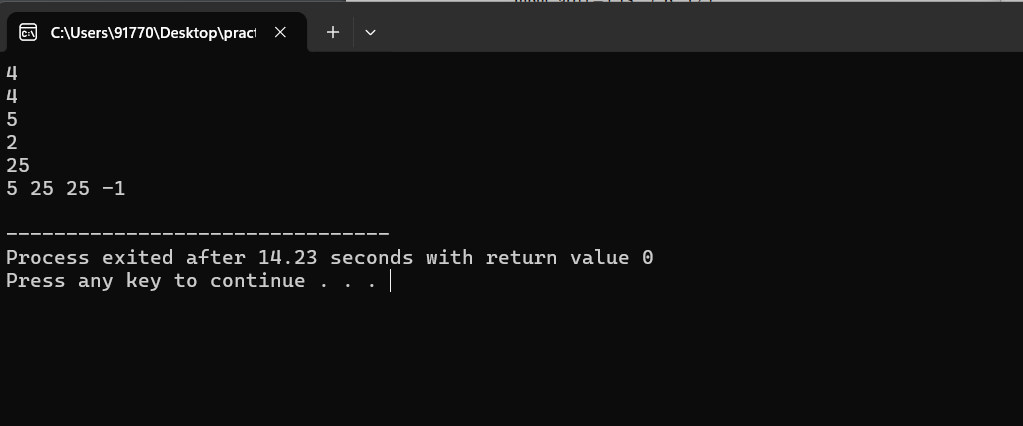 C:\Users\91770\Desktop\pract
4
4
5
2
25
5 25 25 -1
--------------------------------
Process exited after 14.23 seconds with return value 0
Press any key to continue . . .